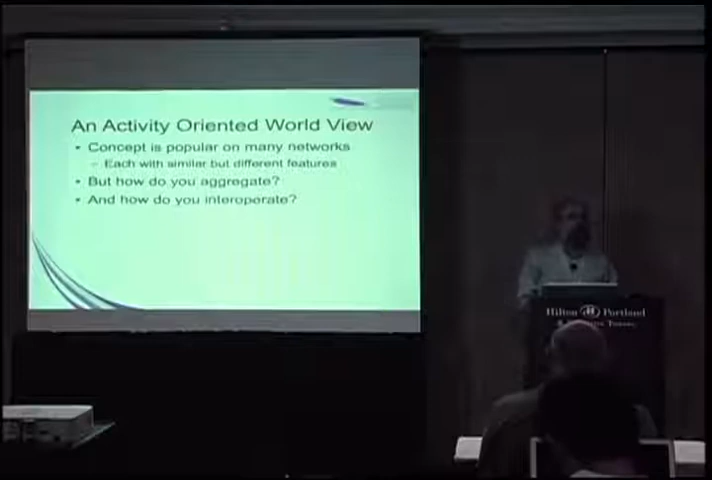 An Activity Oriented World View
• Concept is popular on many networks
– Each with similar but different features
• But how do you aggregate?
• And how do you interoperate?
Hilton Portland